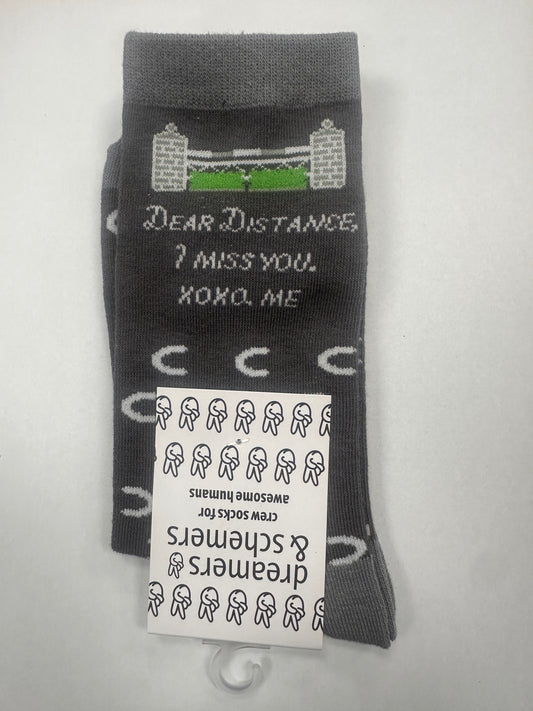 DEAR DISTANCE,
I MISS YOU.
XOXO, ME
dreamers
& schemers
crew socks for
awesome humans